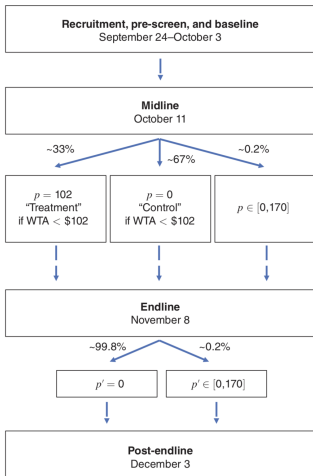 Recruitment, pre-screen, and baseline
September 24–October 3
Midline
October 11
~33%
~67%
~0.2%
p = 102
“Treatment”
if WTA < $102
p = 0
“Control”
if WTA < $102
p ∈ [0,170]
Endline
November 8
~99.8%
~0.2%
p′ = 0
p′ ∈ [0,170]
Post-endline
December 3